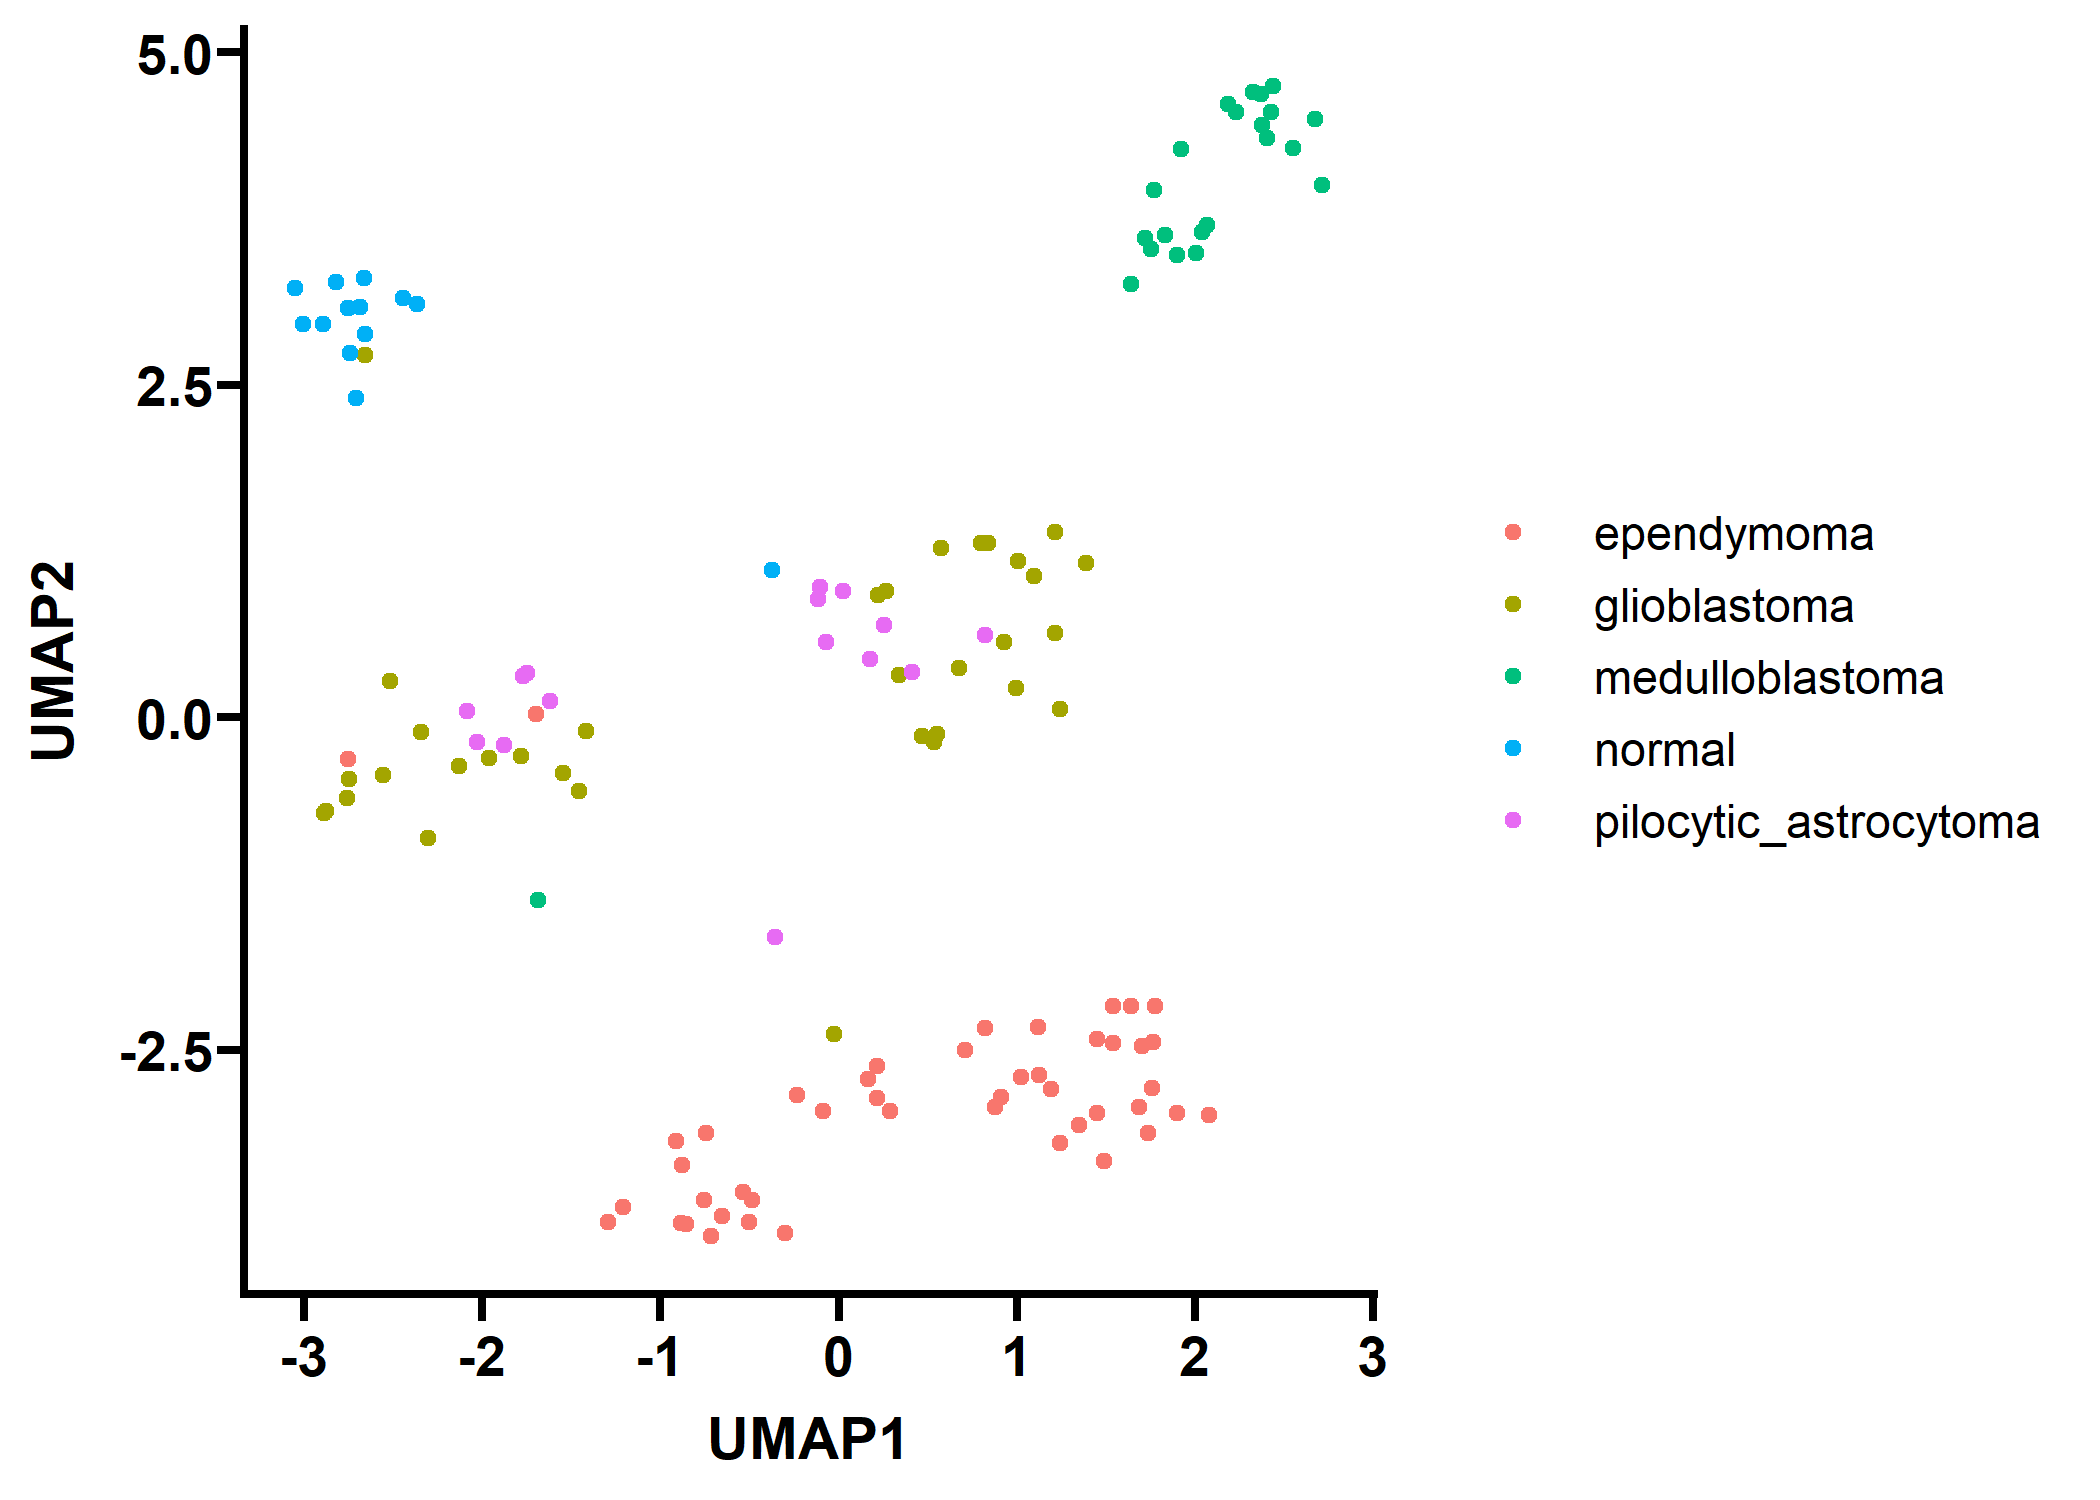 5.0
2.5
0.0
-2.5
UMAP2
-3 -2 -1 0 1 2 3
UMAP1
ependymoma
glioblastoma
medulloblastoma
normal
pilocytic_astrocytoma